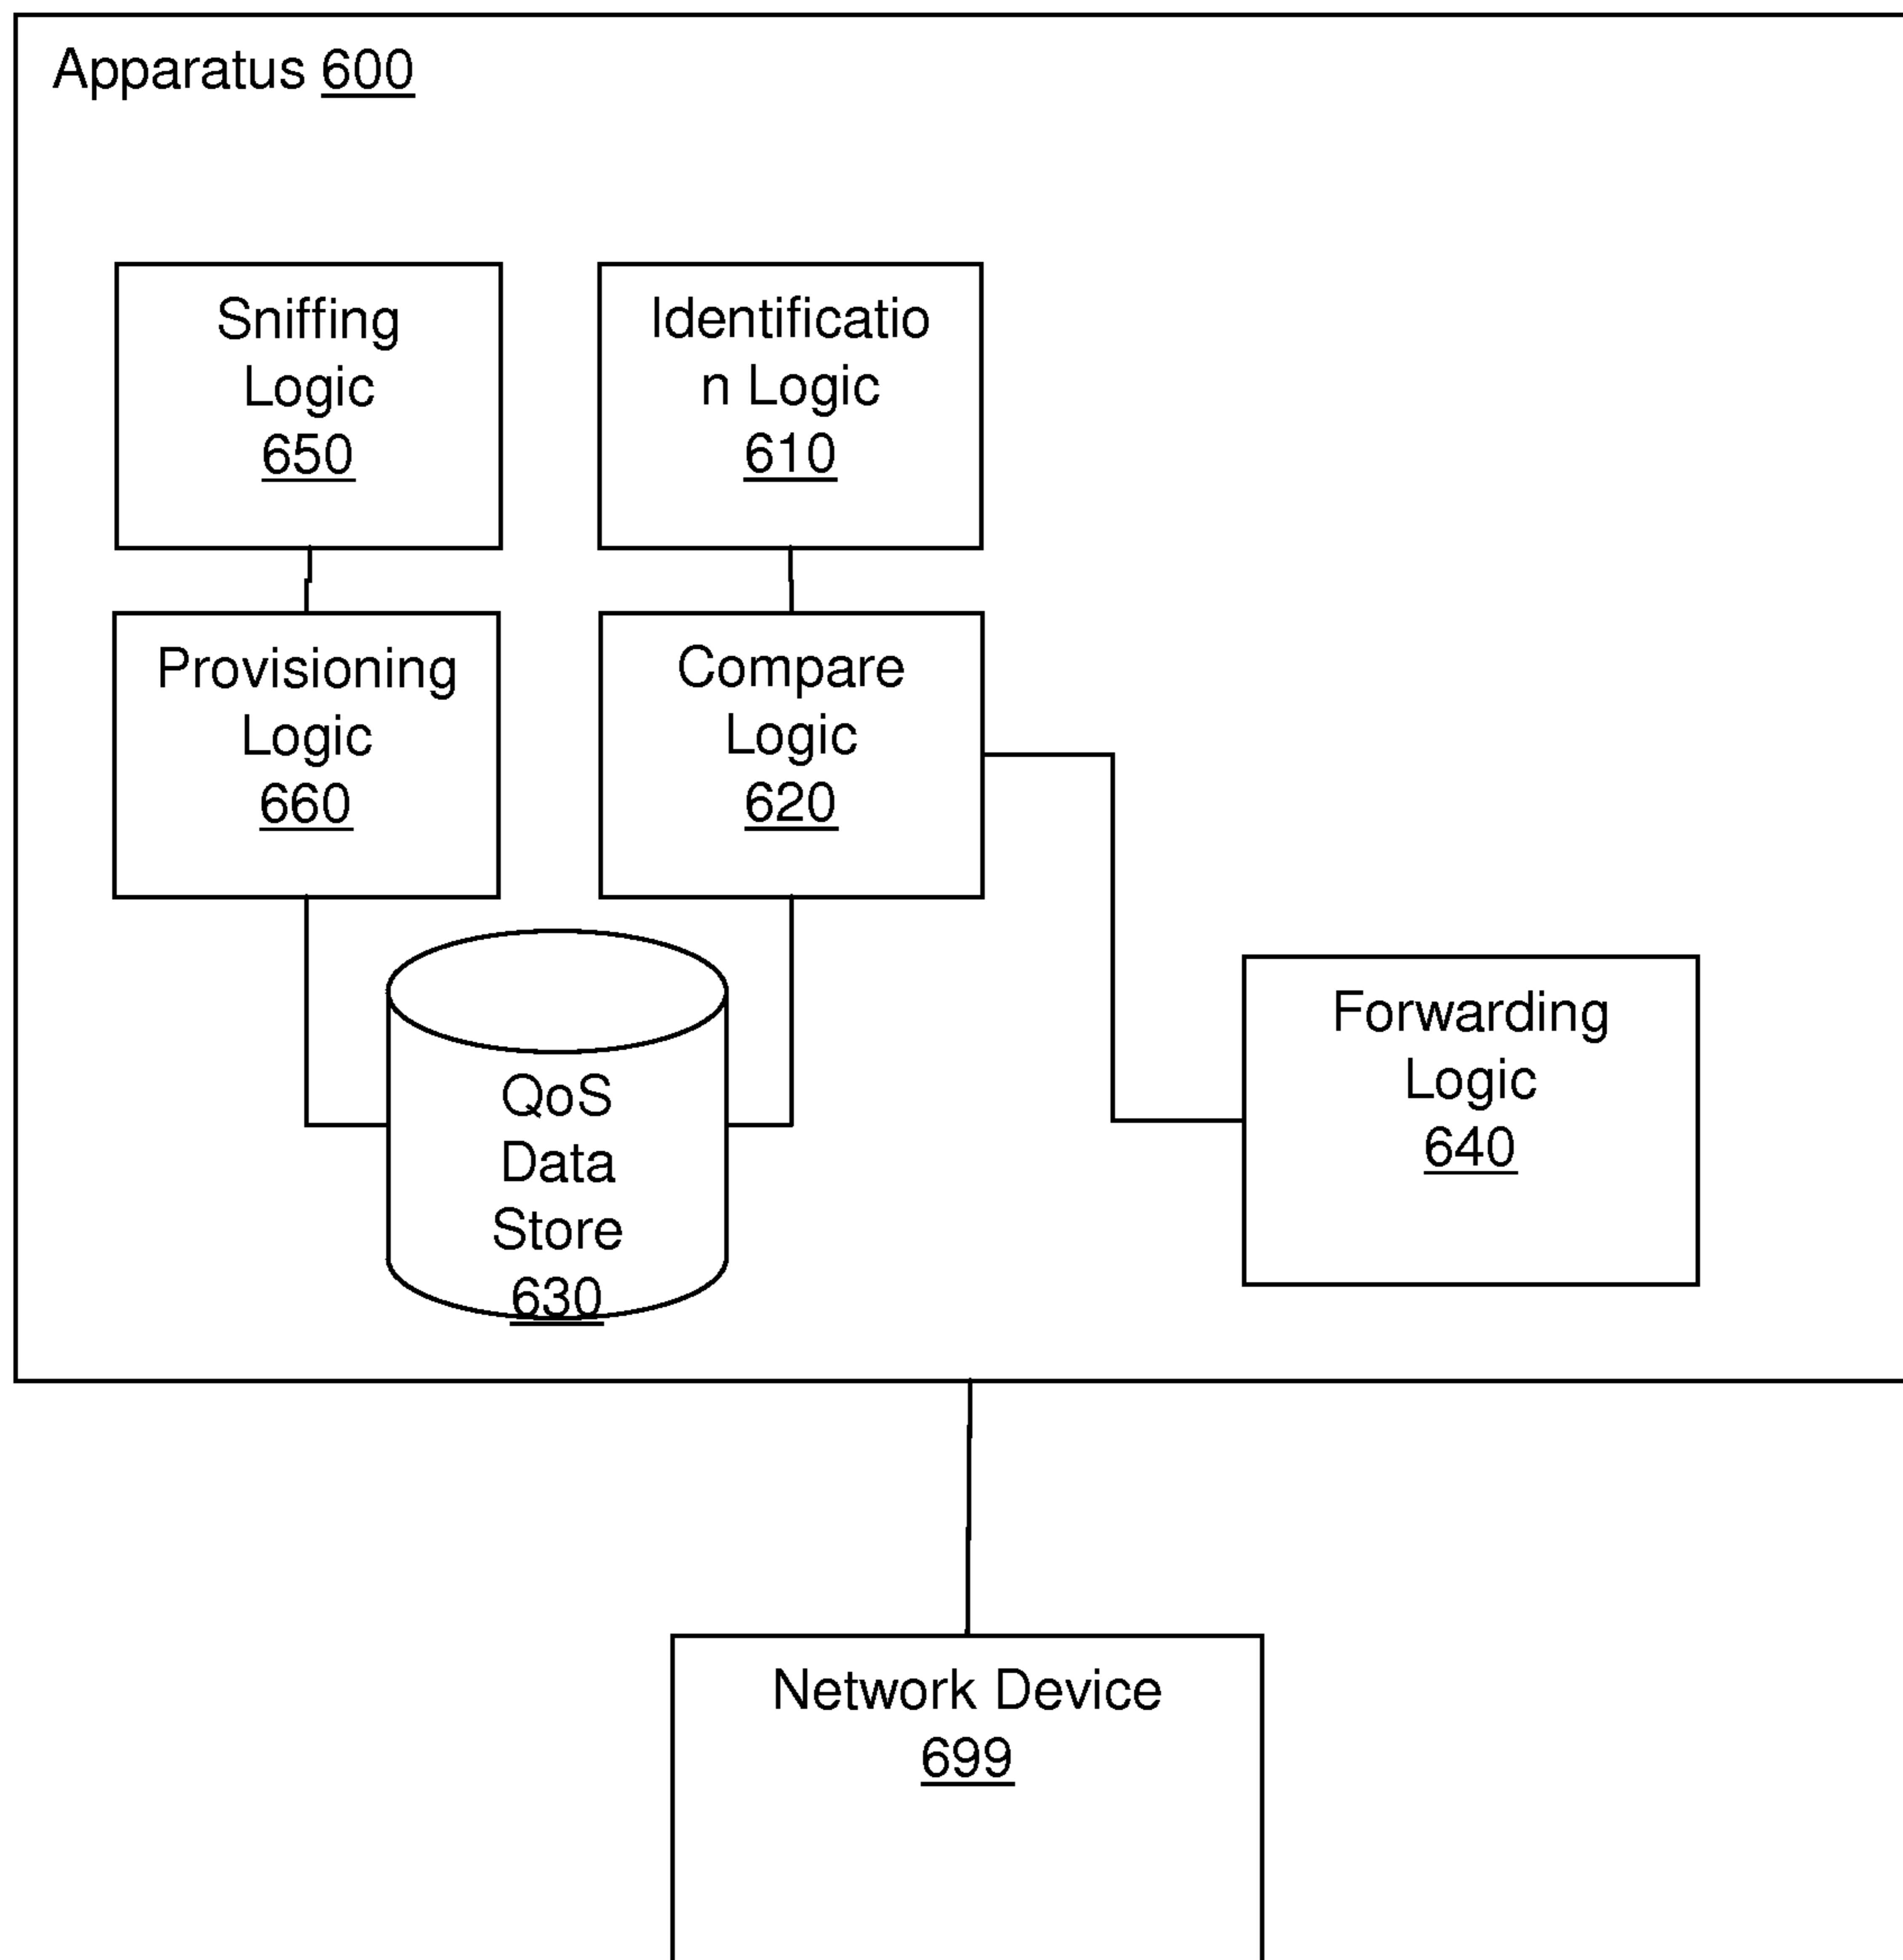 Apparatus 600
Sniffing
Logic
650
Identificatio
n Logic
610
Provisioning
Logic
660
Compare
Logic
620
QoS
Data
Store
630
Forwarding
Logic
640
Network Device
699